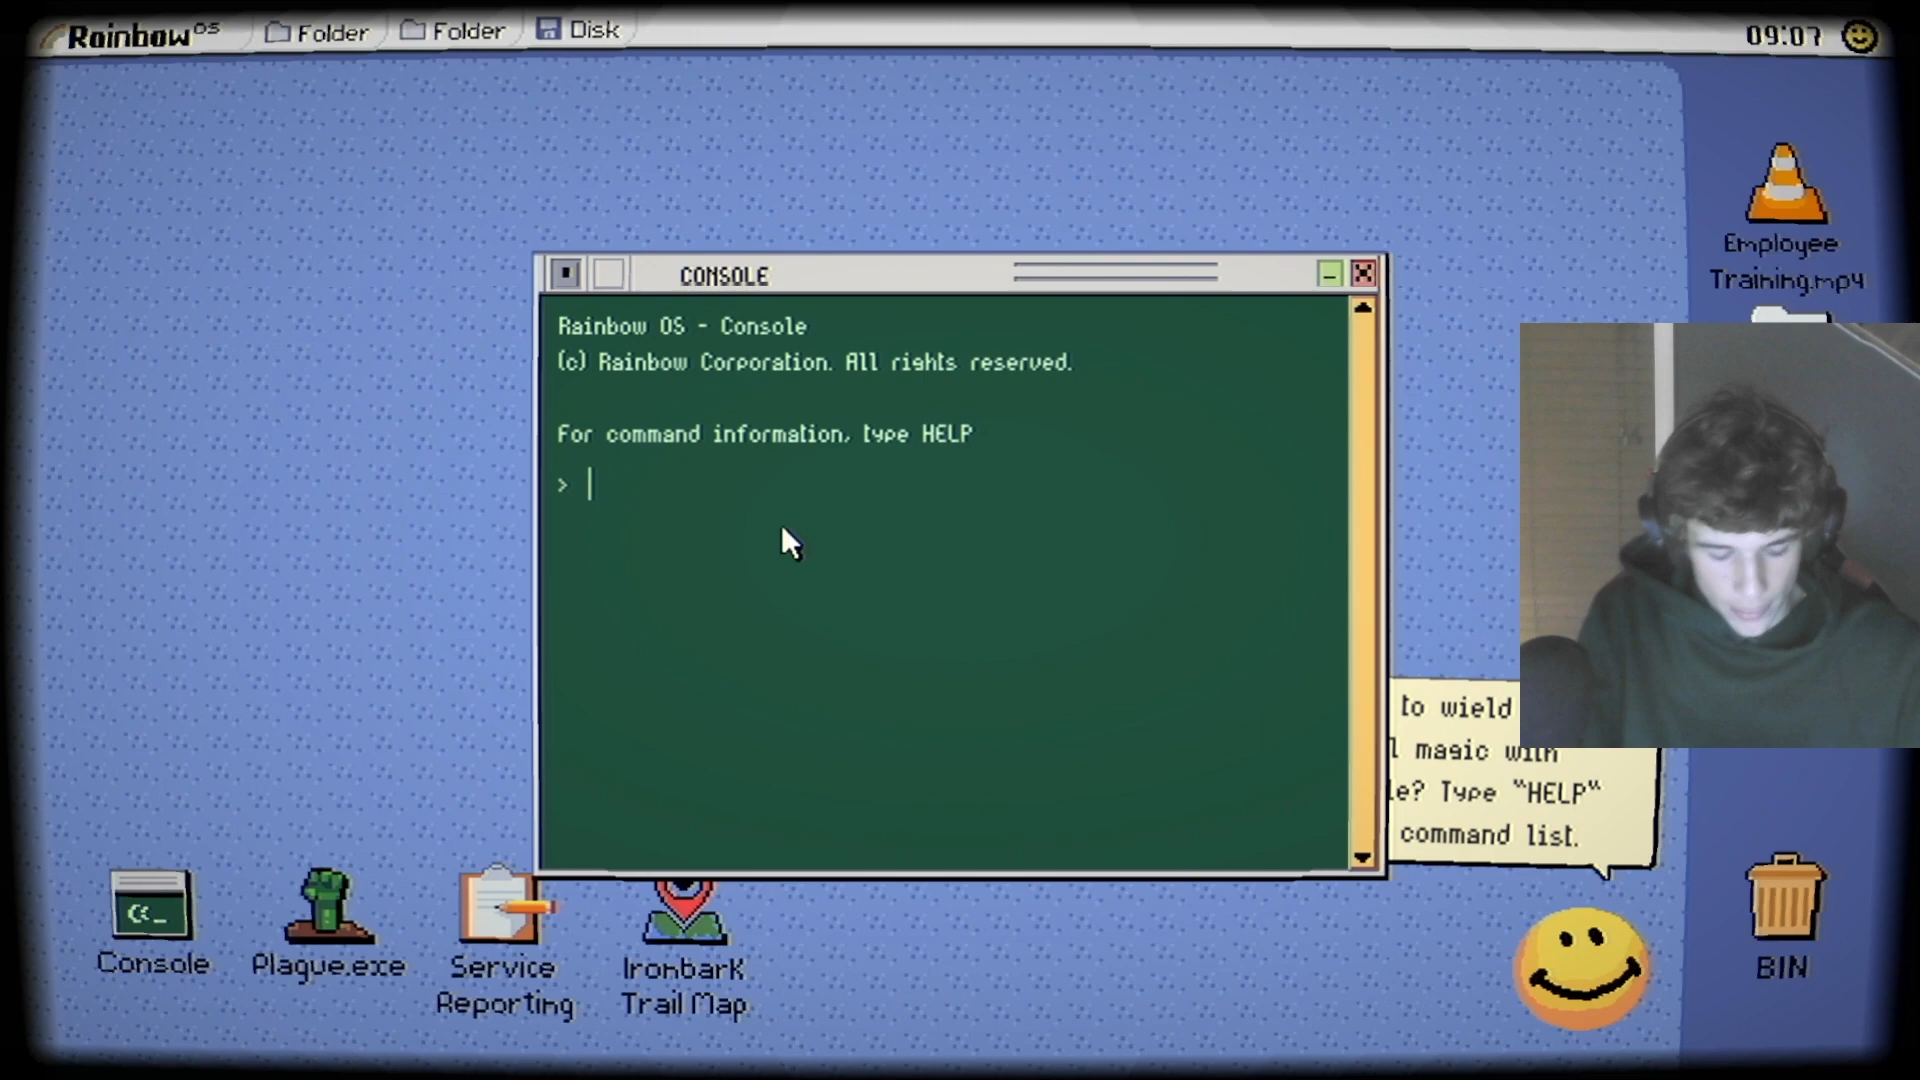 RainbowOS
Folder
Folder
Disk
09:07
Employee
Training.mp4
CONSOLE
Rainbow OS - Console
(c) Rainbow Corporation. All rights reserved.
For command information, type HELP
>
to wield
l magic with
le? Type "HELP"
command list.
Console
Plague.exe
Service
Reporting
Ironbark
Trail Map
BIN